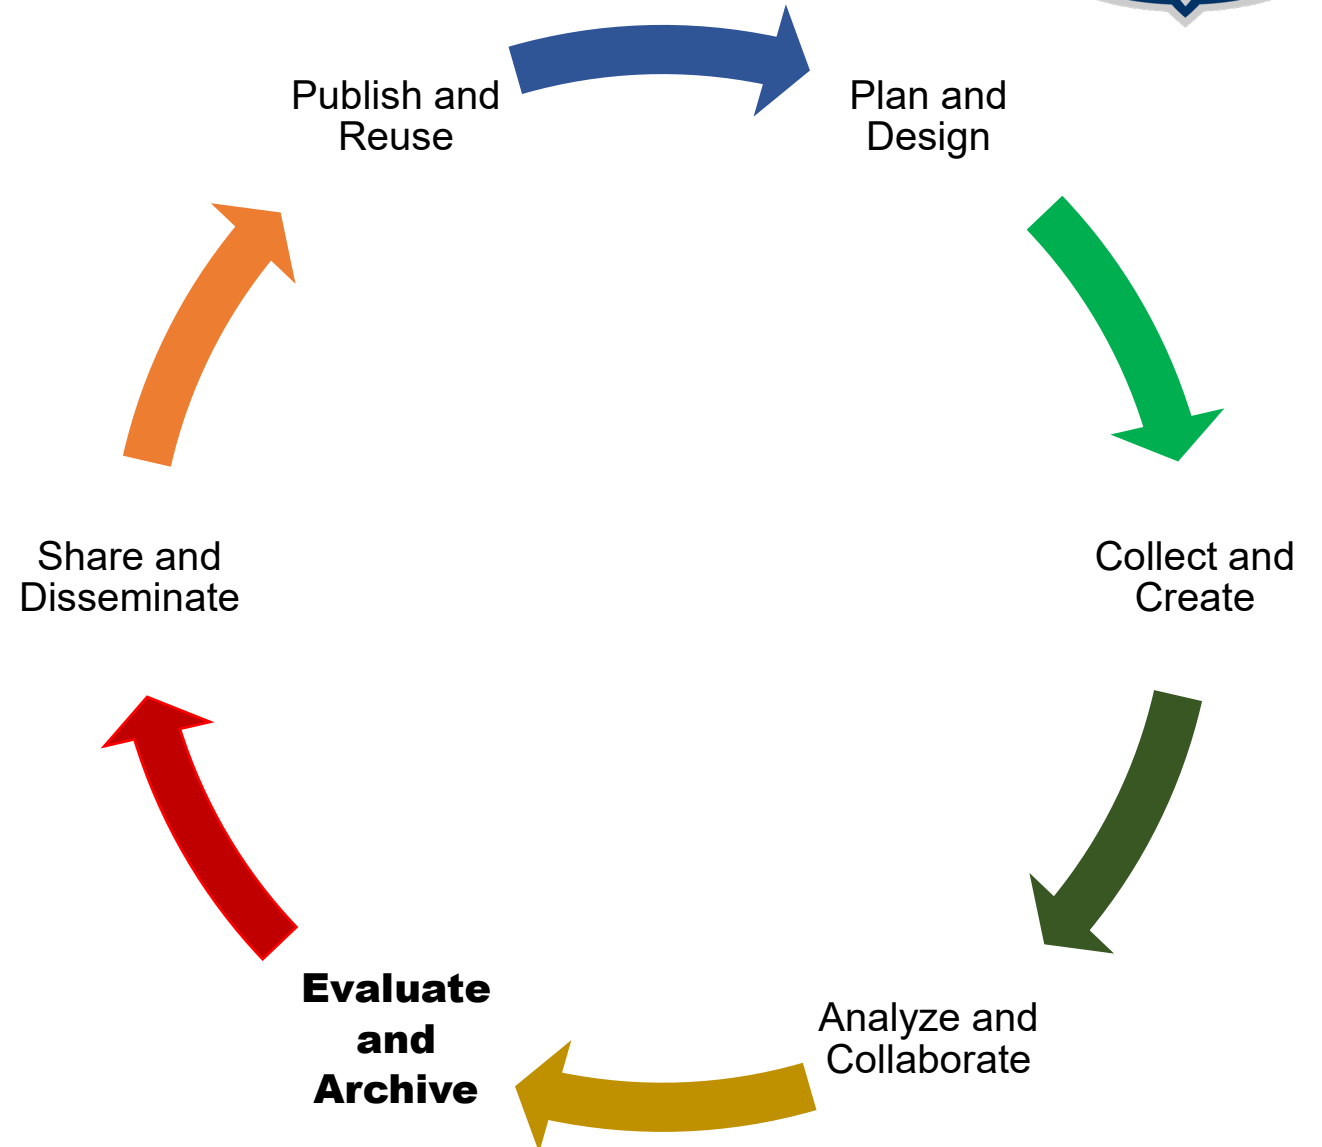 Publish and
Reuse
Plan and
Design
Share and
Disseminate
Collect and
Create
Evaluate
and
Archive
Analyze and
Collaborate